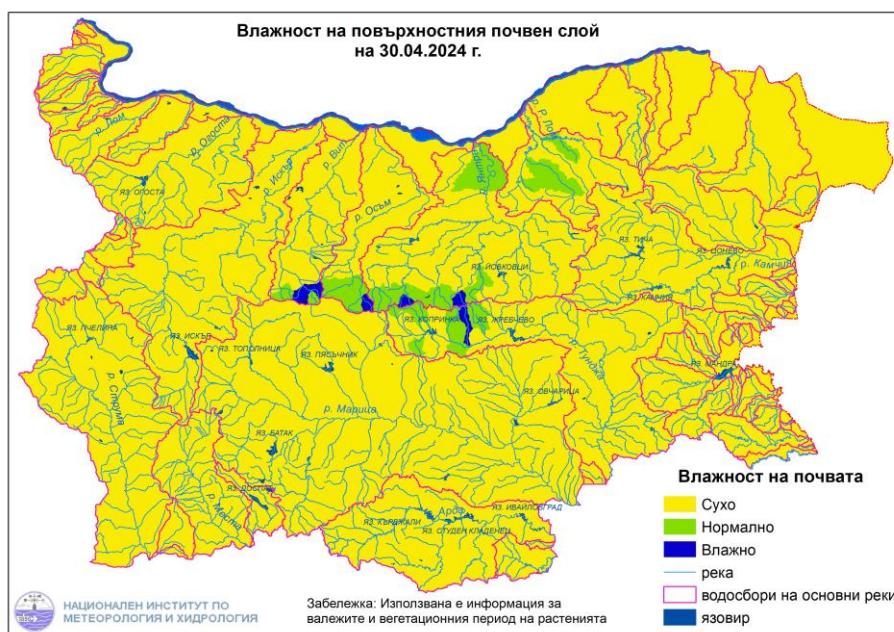 Влажност на повърхностния почвен слой
на 30.04.2024 г.
р. Лом
р. Огоста
р. Искър
р. Вит
р. Осъм
р. Янтра
р. Р. Лом
ЯЗ. ОГОСТА
ЯЗ. ЙОВКОВЦИ
ЯЗ. ТИЧА
ЯЗ. ЦОНЕВО
р. Камчия
ЯЗ. КАМЧИЯ
ЯЗ. ПЧЕЛИНА
ЯЗ. ИСКЪР
ЯЗ. ТОПОЛНИЦА
ЯЗ. ПЯСЪЧНИК
ЯЗ. КОПРИНКА
ЯЗ. ЖРЕБЧЕВО
р. Тунджа
ЯЗ. МАНДРА
р. Струма
р. Марица
ЯЗ. ОВЧАРИЦА
ЯЗ. БАТАК
ЯЗ. ДОСПАТ
р. Места
р. Арда
ЯЗ. КЪРДЖАЛИ
ЯЗ. СТУДЕН КЛАДЕНЕЦ
ЯЗ. ИВАЙЛОВГРАД
Влажност на почвата
Сухо
Нормално
Влажно
река
водосбори на основни реки
язовир
НАЦИОНАЛЕН ИНСТИТУТ ПО
МЕТЕОРОЛОГИЯ И ХИДРОЛОГИЯ
Забележка: Използвана е информация за
валежите и вегетационния период на растенията